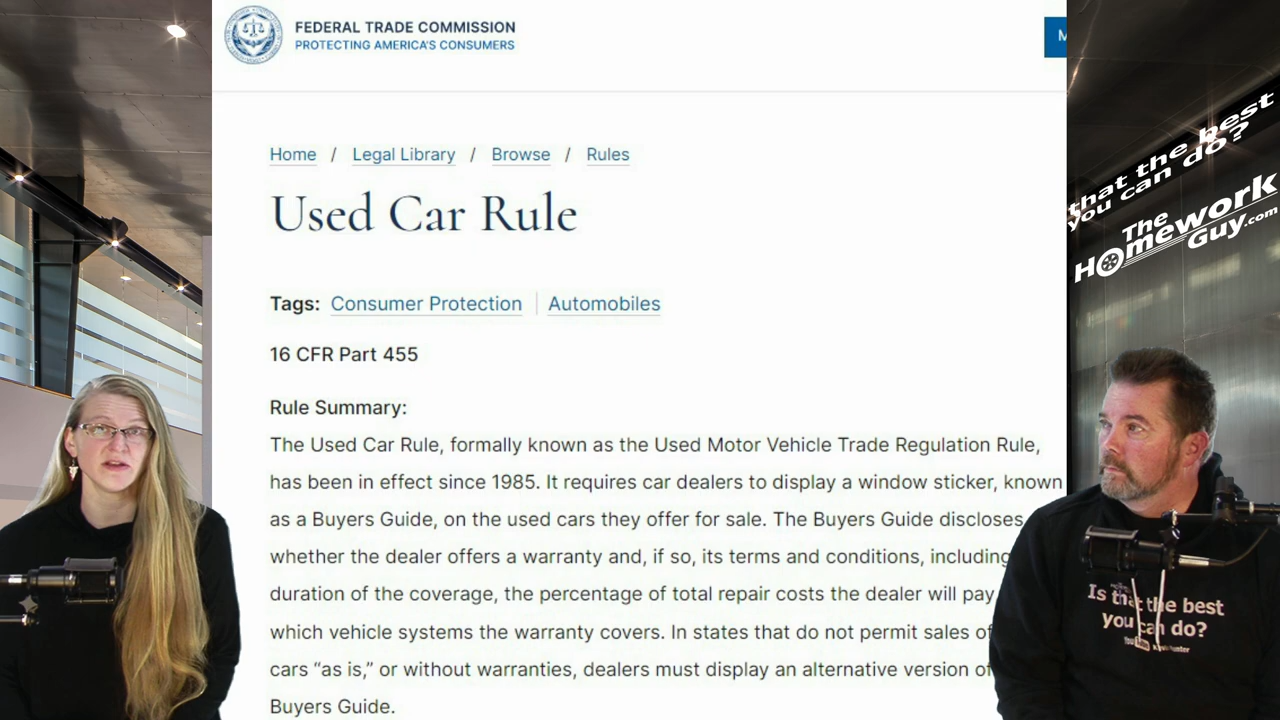 FEDERAL TRADE COMMISSION
PROTECTING AMERICA'S CONSUMERS
M
Home / Legal Library / Browse / Rules
Used Car Rule
Tags: Consumer Protection | Automobiles
16 CFR Part 455
Rule Summary:
The Used Car Rule, formally known as the Used Motor Vehicle Trade Regulation Rule,
has been in effect since 1985. It requires car dealers to display a window sticker, known
as a Buyers Guide, on the used cars they offer for sale. The Buyers Guide discloses
whether the dealer offers a warranty and, if so, its terms and conditions, including
duration of the coverage, the percentage of total repair costs the dealer will pay
which vehicle systems the warranty covers. In states that do not permit sales of
cars “as is,” or without warranties, dealers must display an alternative version of
Buyers Guide.
that the best
you can do?
The
Homework
Guy.com
Is that the best
you can do?